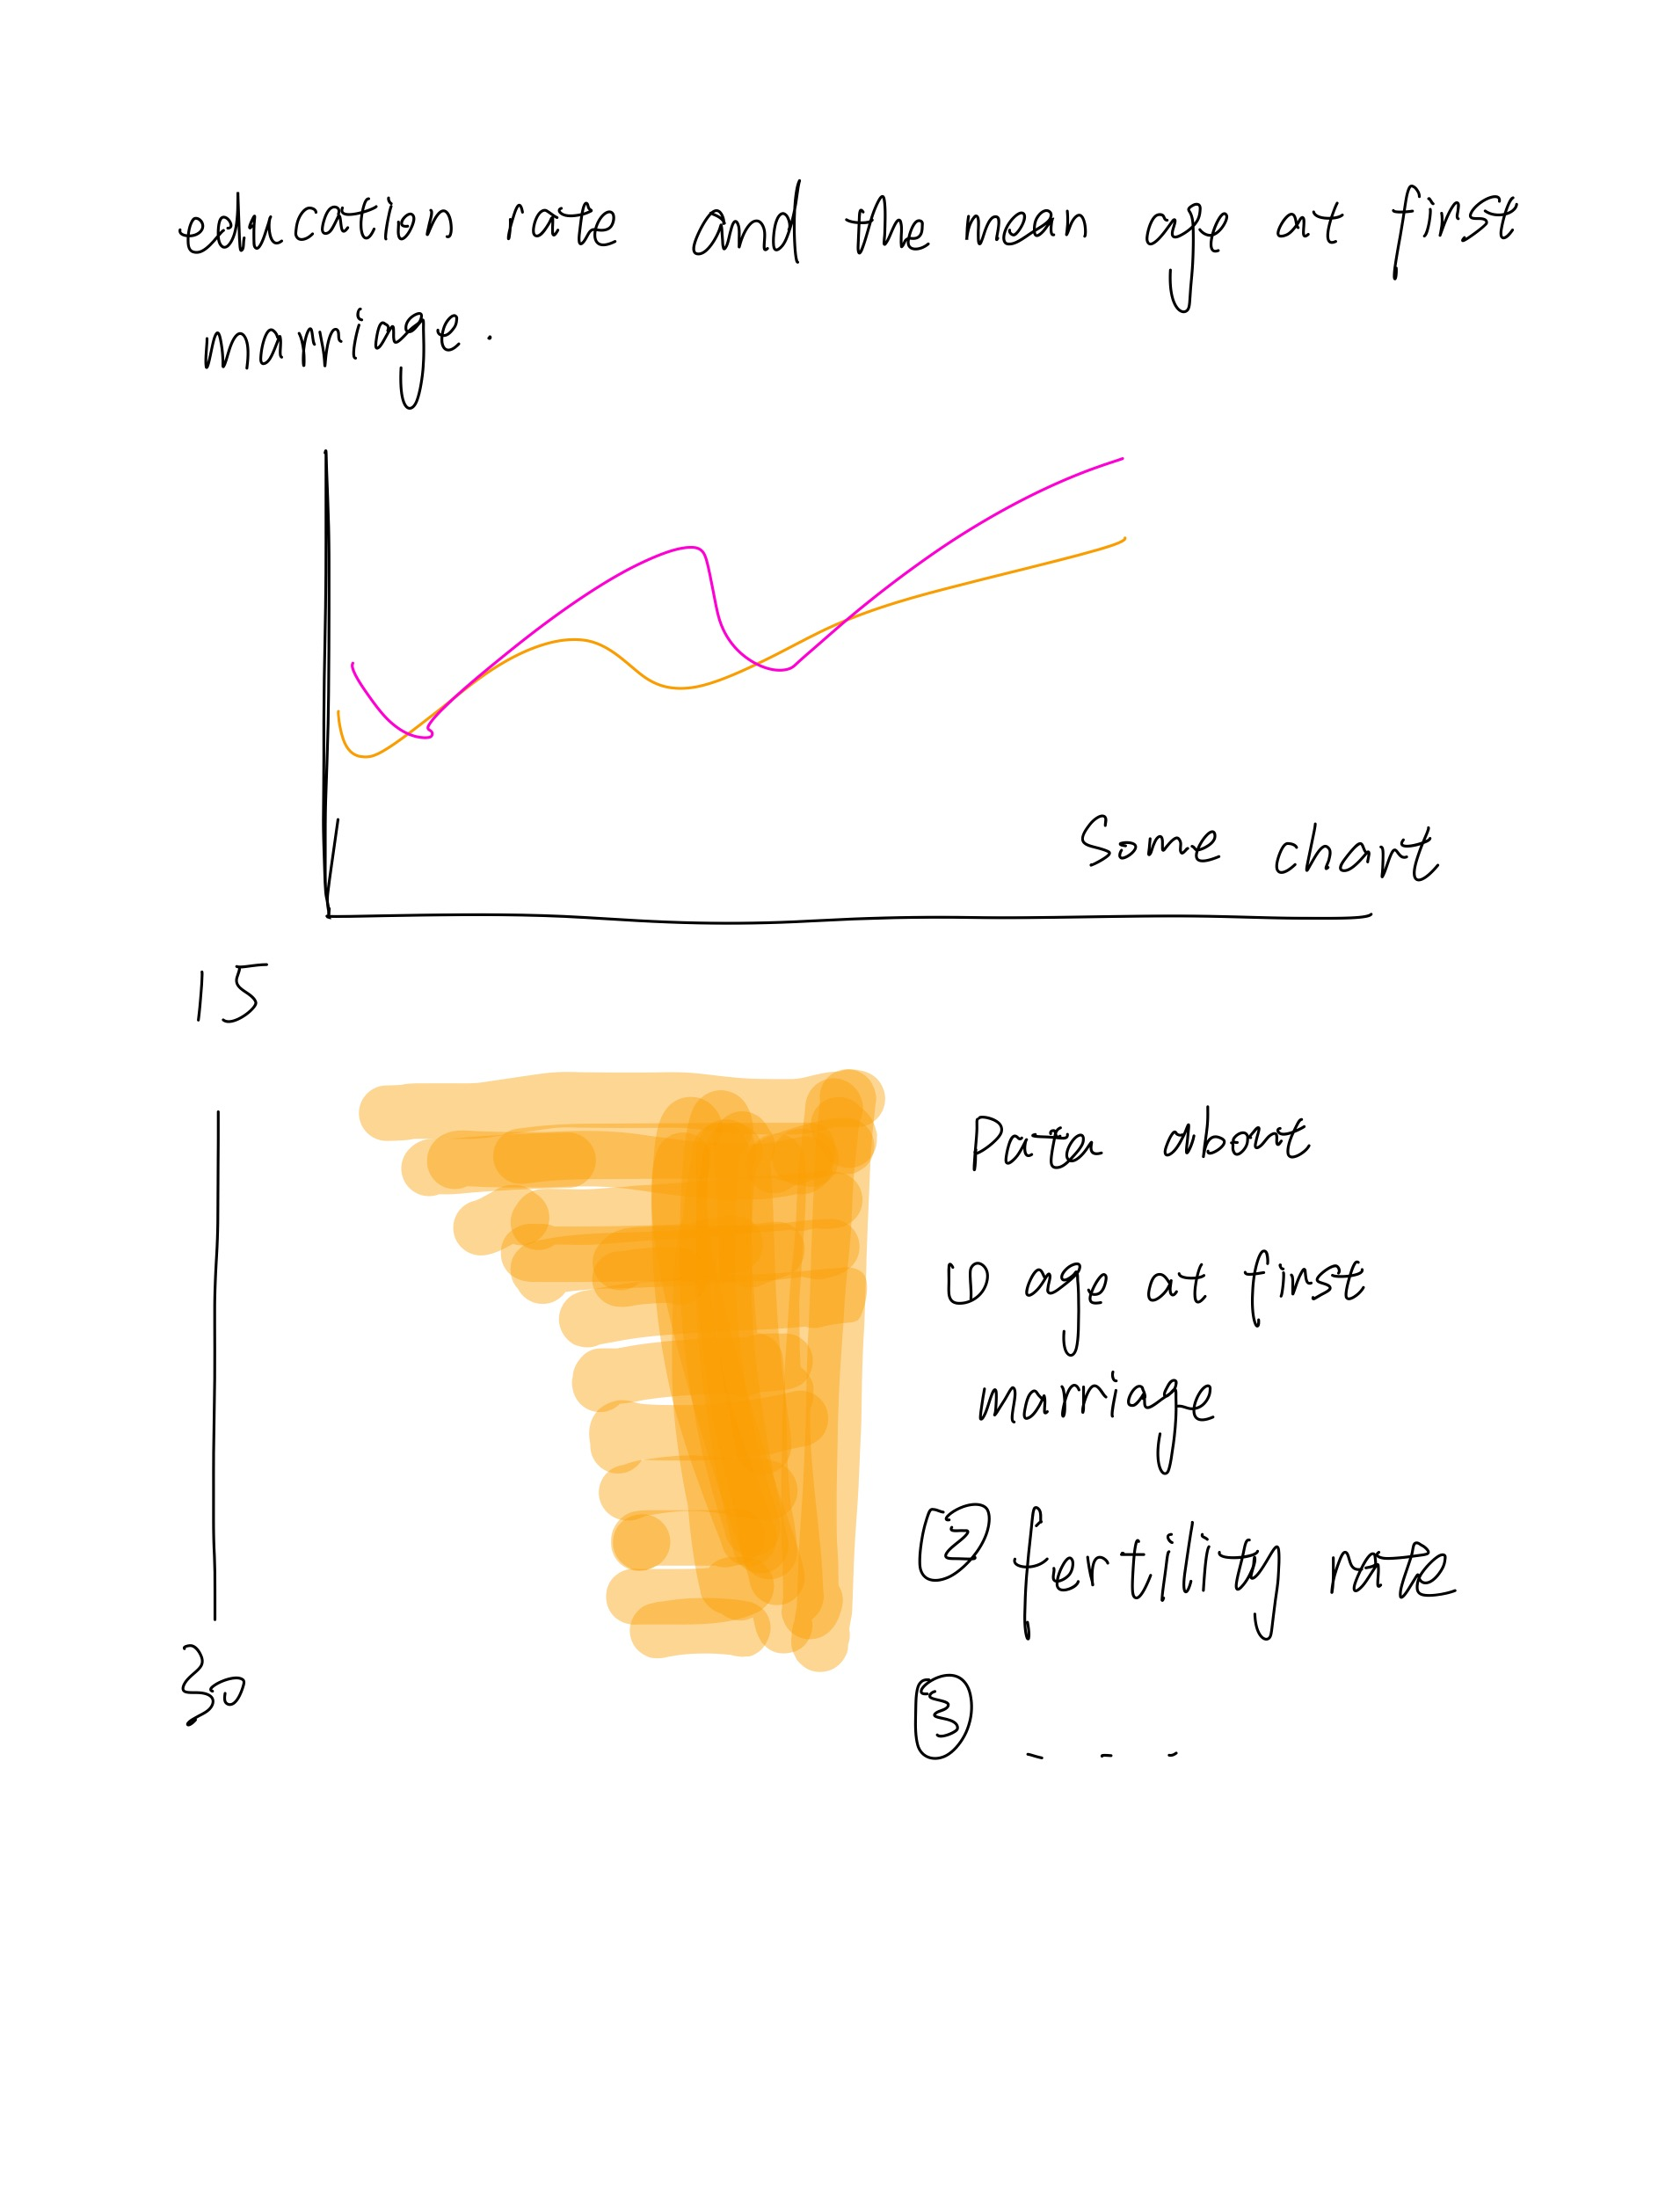 education rate and the mean age at first
marriage.
Some chart
15
Data about
① age at first
marriage
② fertility rate
30
③ - - -